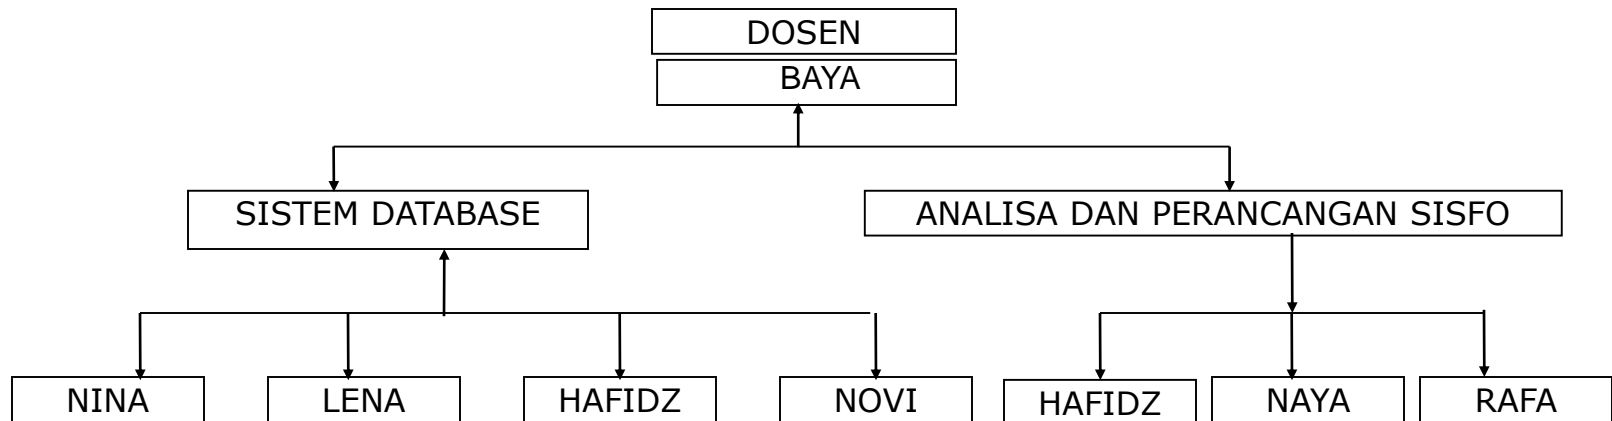 DOSEN
BAYA
SISTEM DATABASE
ANALISA DAN PERANCANGAN SISFO
NINA
LENA
HAFIDZ
NOVI
HAFIDZ
NAYA
RAFA